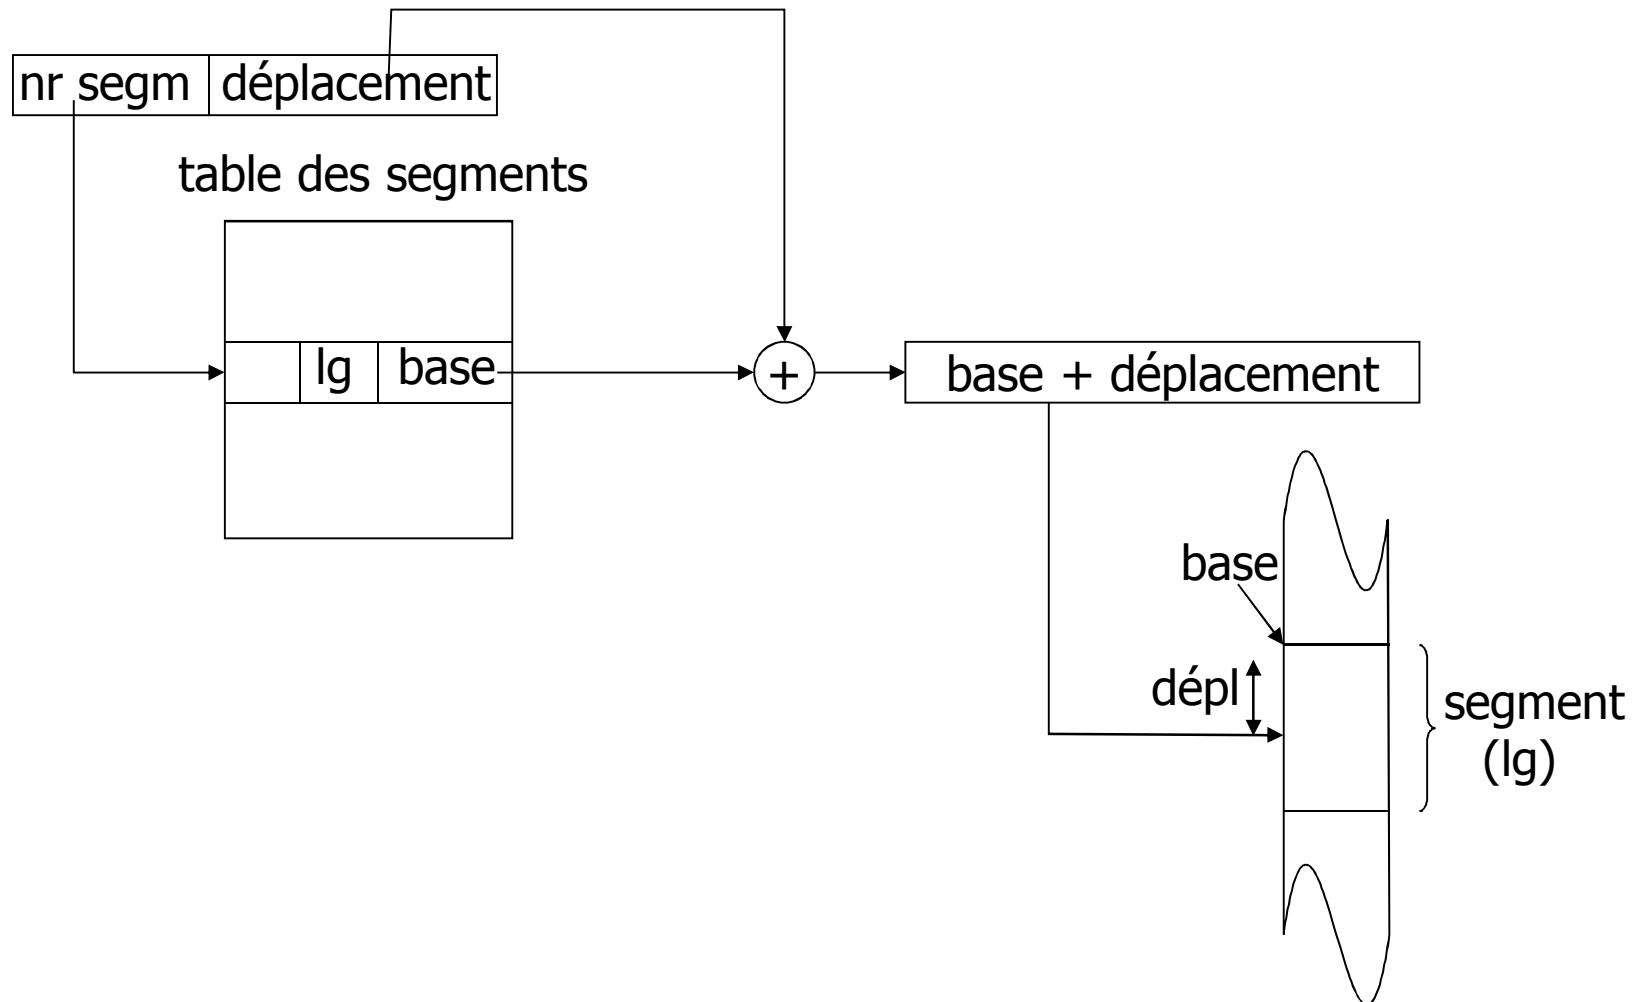 nr segm déplacement
table des segments
lg base
+
base + déplacement
base
dépl
segment
(lg)